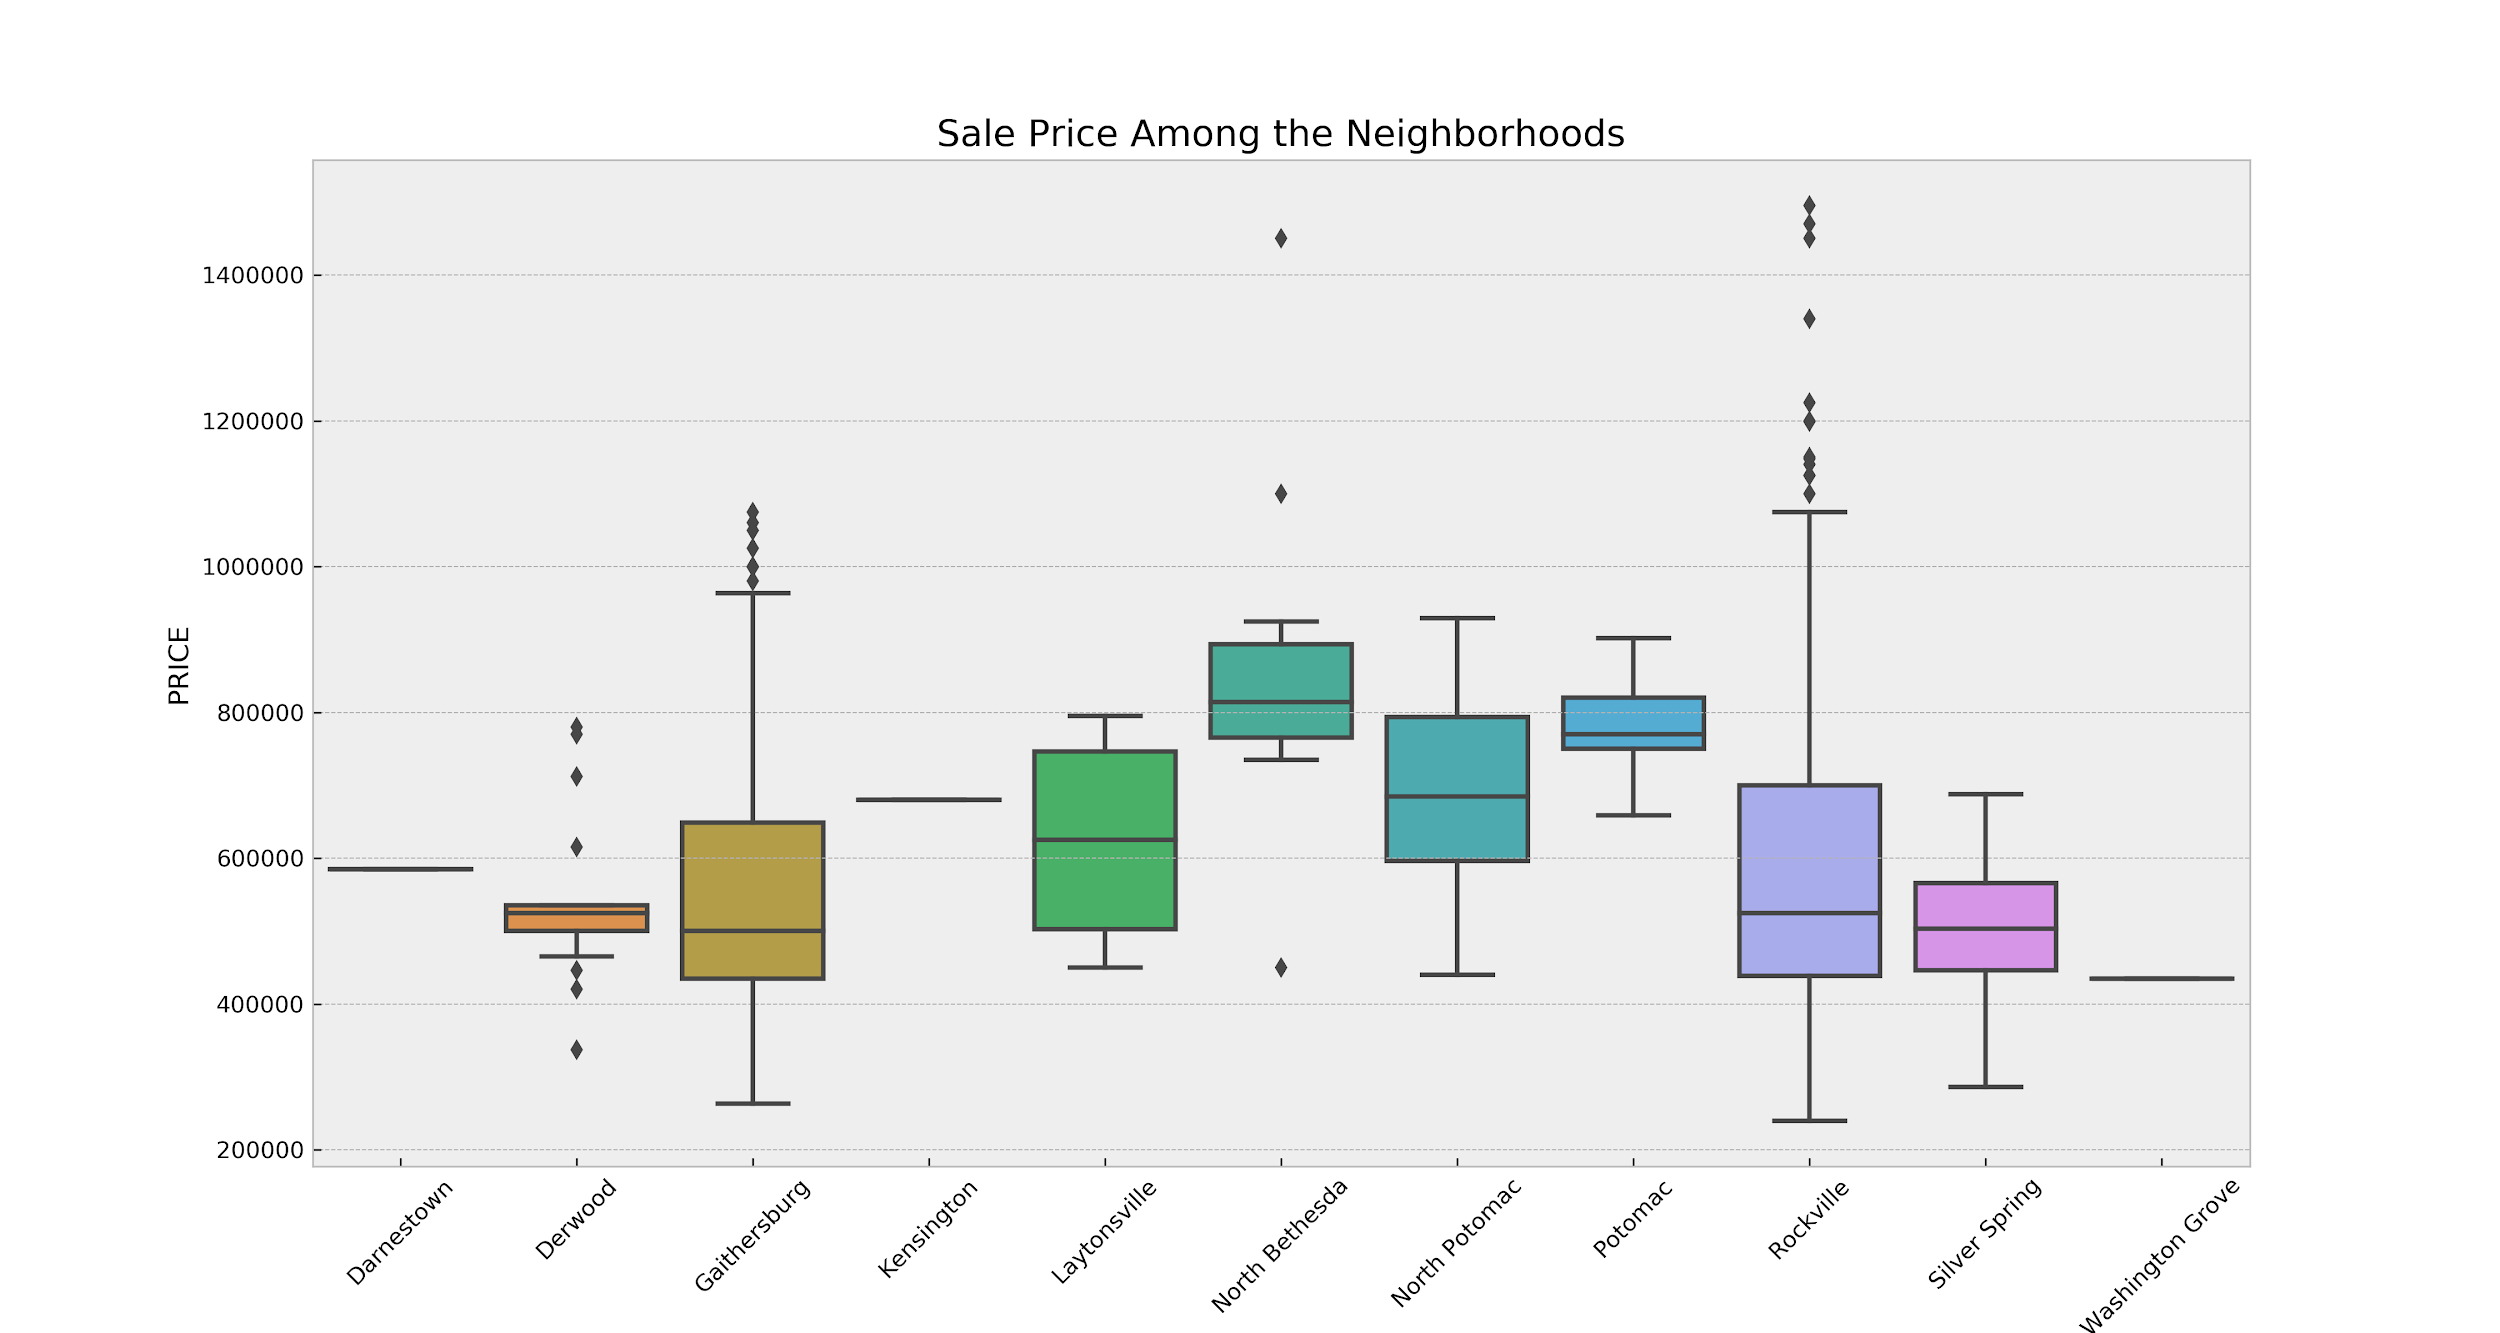 Sale Price Among the Neighborhoods
PRICE
1400000
1200000
1000000
800000
600000
400000
200000
Darnestown
Derwood
Gaithersburg
Kensington
Laytonsville
North Bethesda
North Potomac
Potomac
Rockville
Silver Spring
Washington Grove